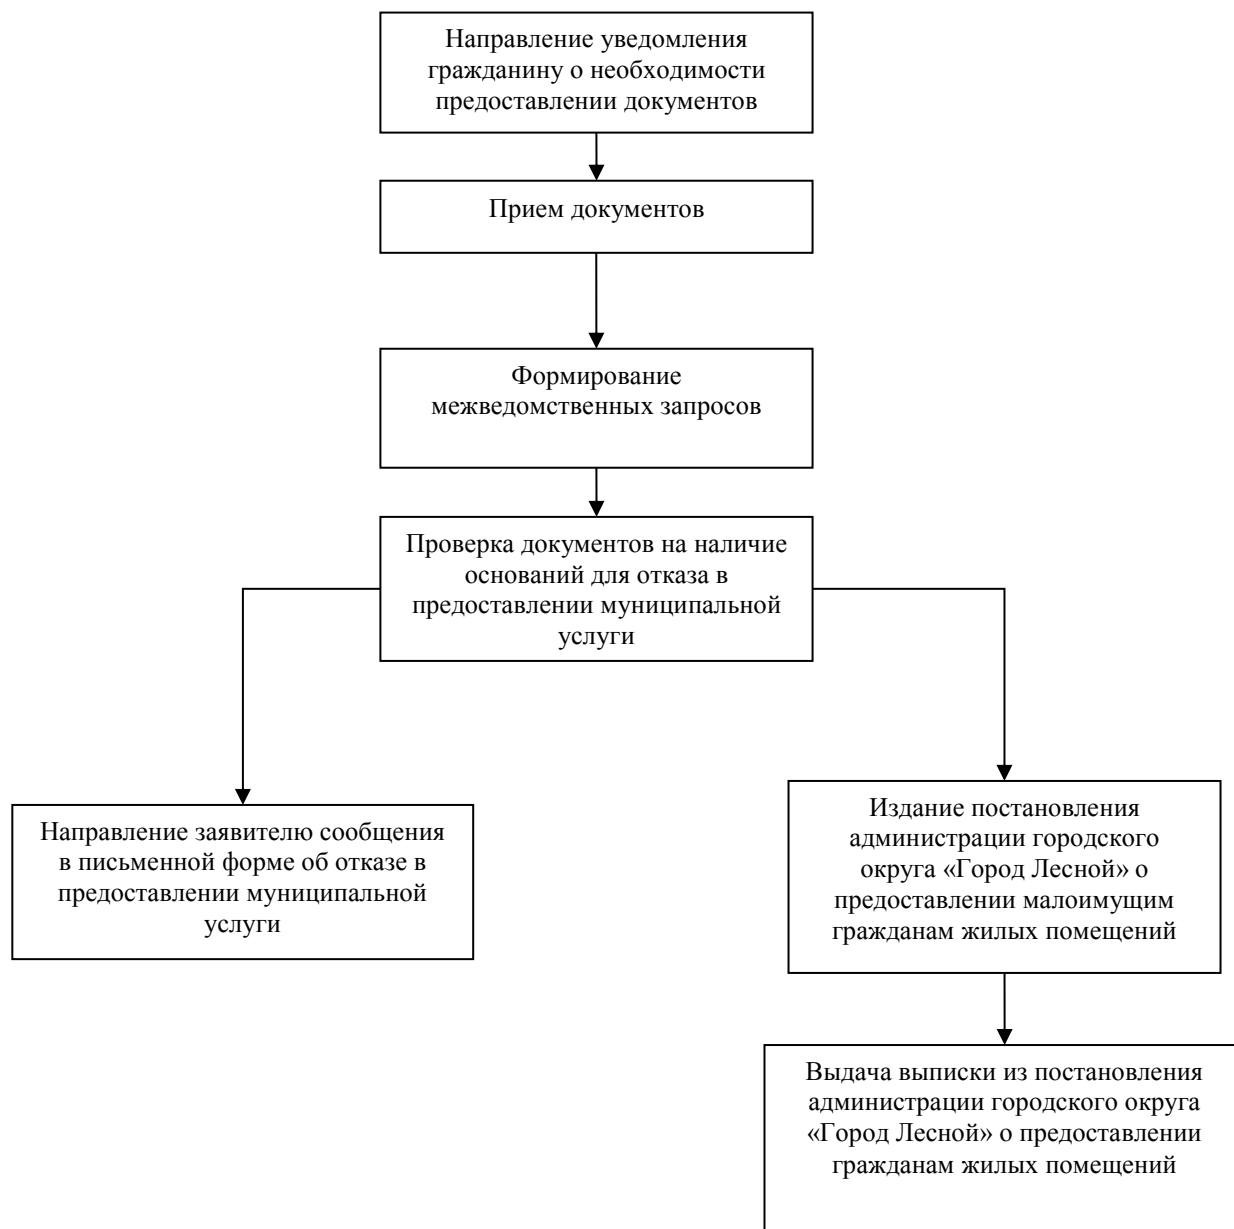 Направление уведомления
гражданину о необходимости
предоставлении документов
Прием документов
Формирование
межведомственных запросов
Проверка документов на наличие
оснований для отказа в
предоставлении муниципальной
услуги
Направление заявителю сообщения
в письменной форме об отказе в
предоставлении муниципальной
услуги
Издание постановления
администрации городского
округа «Город Лесной» о
предоставлении малоимущим
гражданам жилых помещений
Выдача выписки из постановления
администрации городского округа
«Город Лесной» о предоставлении
гражданам жилых помещений